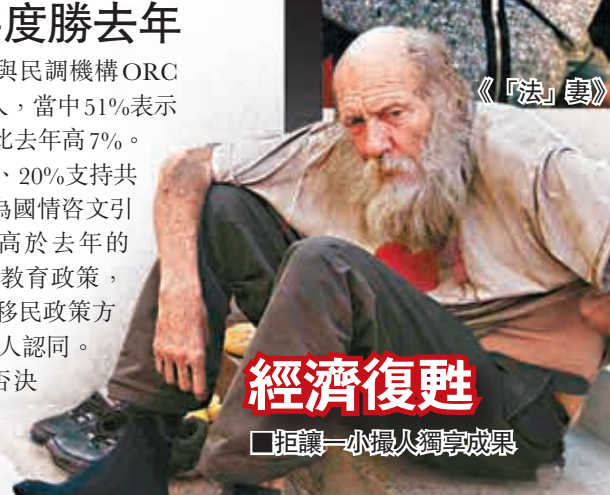 度勝去年
與民調機構ORC
人，當中51%表示
比去年高7%。
、20%支持共
為國情咨文引
高於去年的
教育政策，
移民政策方
人認同。
否決
《「法」妻》
經濟復甦
■拒讓一小撮人獨享成果